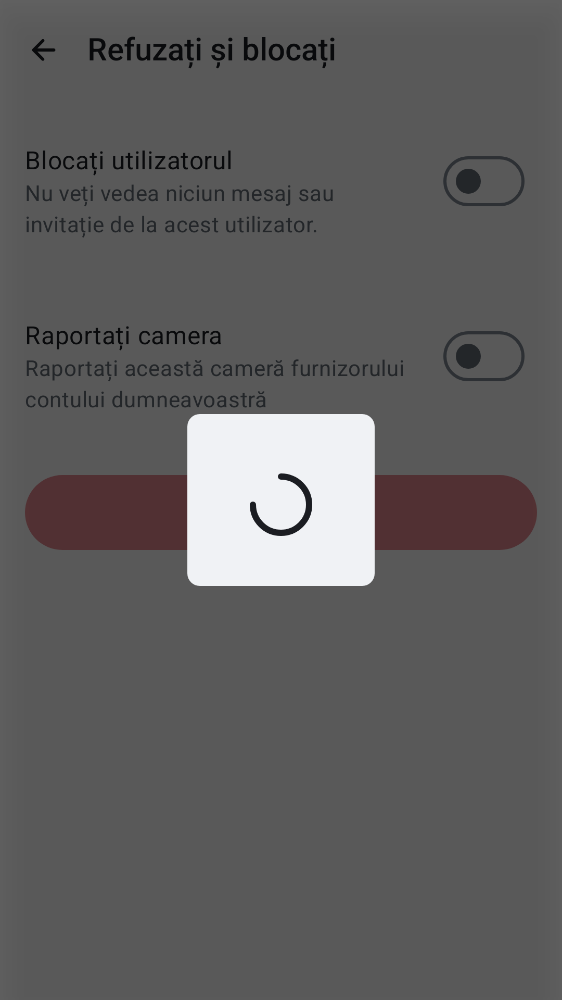 Refuzați și blocați
Blocați utilizatorul
Nu veți vedea niciun mesaj sau
invitație de la acest utilizator.
Raportați camera
Raportați această cameră furnizorului
contului dumneavoastră